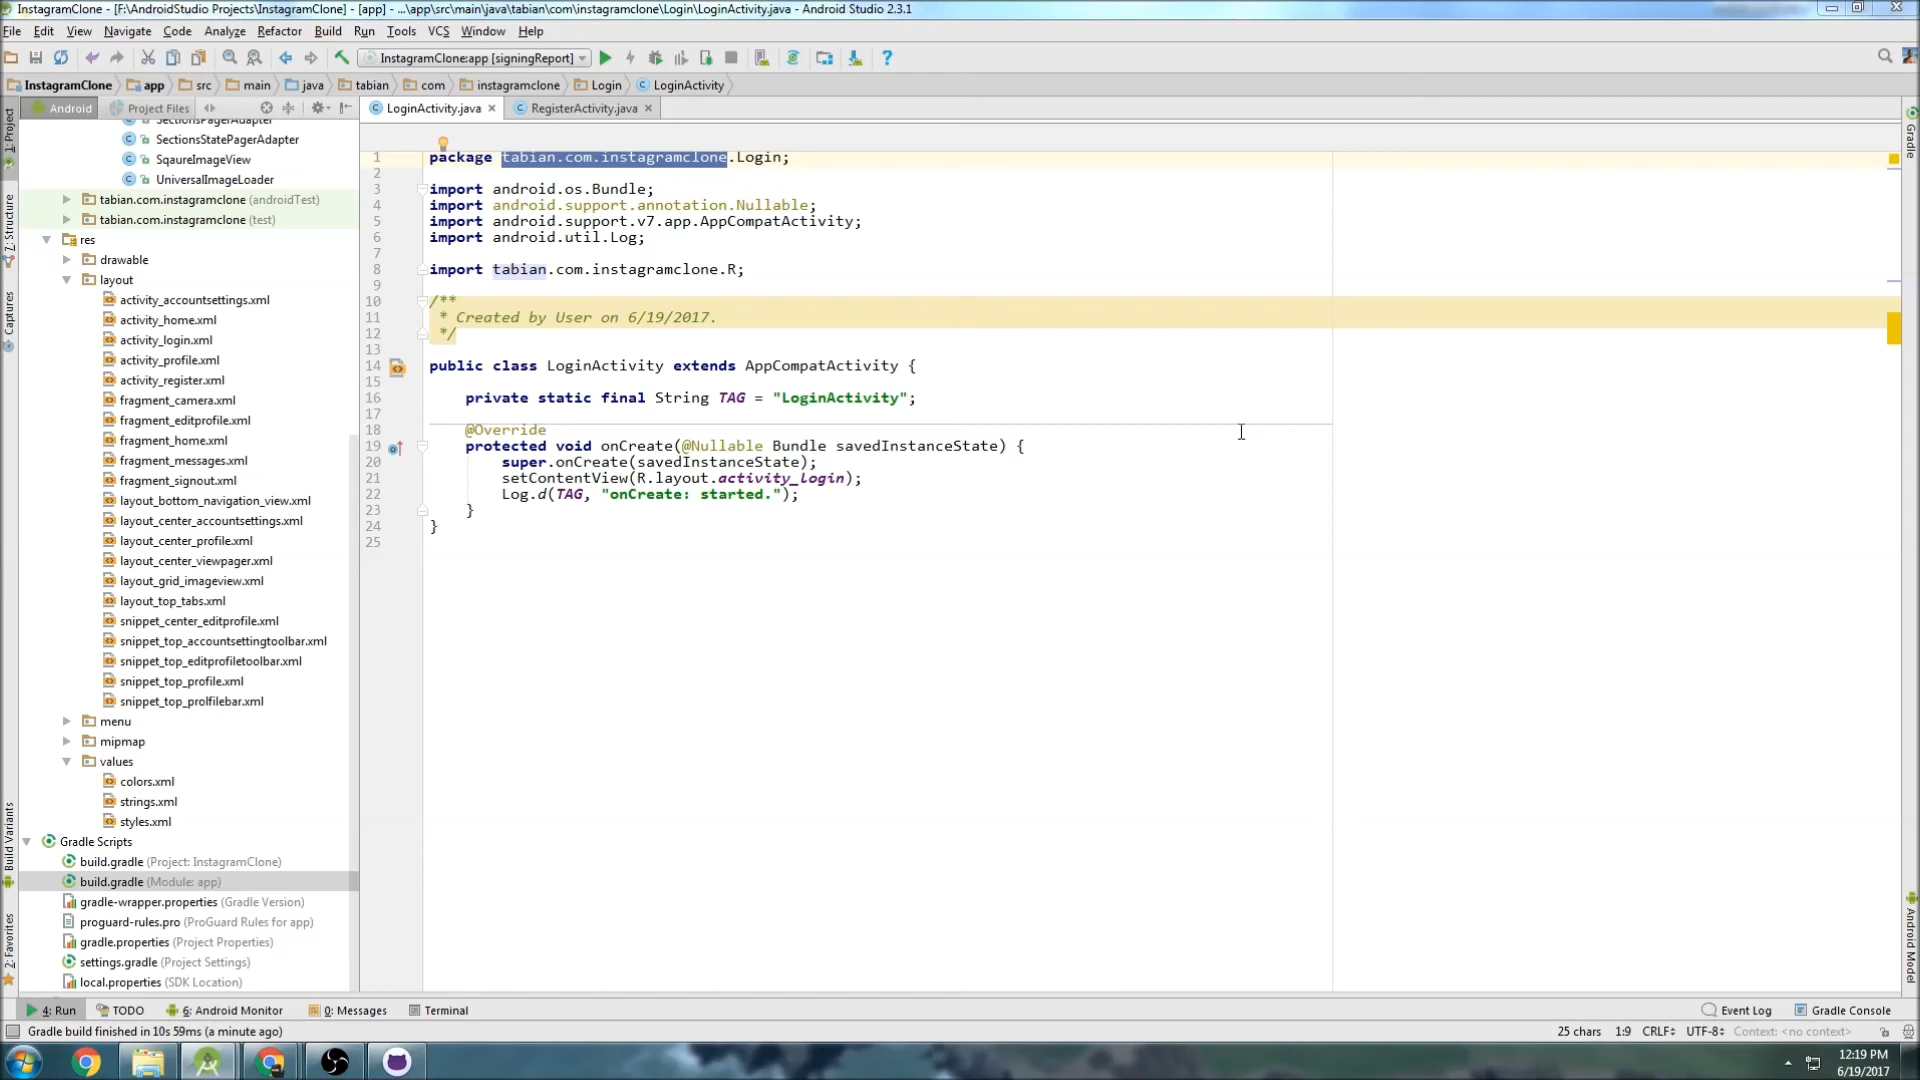 InstagramClone - [F:\AndroidStudio Projects\InstagramClone] - [app] - ...\app\src\main\java\tabian\com\instagramclone\Login\LoginActivity.java - Android Studio 2.3.1
File Edit View Navigate Code Analyze Refactor Build Run Tools VCS Window Help
InstagramClone:app [signingReport]
InstagramClone app src main java tabian com instagramclone Login LoginActivity
Android Project Files LoginActivity.java RegisterActivity.java
1: Project
7: Structure
Captures
Build Variants
2: Favorites
SectionsPagerAdapter
SectionsStatePagerAdapter
SqaureImageView
UniversalImageLoader
tabian.com.instagramclone (androidTest)
tabian.com.instagramclone (test)
res
drawable
layout
activity_accountsettings.xml
activity_home.xml
activity_login.xml
activity_profile.xml
activity_register.xml
fragment_camera.xml
fragment_editprofile.xml
fragment_home.xml
fragment_messages.xml
fragment_signout.xml
layout_bottom_navigation_view.xml
layout_center_accountsettings.xml
layout_center_profile.xml
layout_center_viewpager.xml
layout_grid_imageview.xml
layout_top_tabs.xml
snippet_center_editprofile.xml
snippet_top_accountsettingtoolbar.xml
snippet_top_editprofiletoolbar.xml
snippet_top_profile.xml
snippet_top_prolfilebar.xml
menu
mipmap
values
colors.xml
strings.xml
styles.xml
Gradle Scripts
build.gradle (Project: InstagramClone)
build.gradle (Module: app)
gradle-wrapper.properties (Gradle Version)
proguard-rules.pro (ProGuard Rules for app)
gradle.properties (Project Properties)
settings.gradle (Project Settings)
local.properties (SDK Location)
1 package tabian.com.instagramclone.Login;
2
3 import android.os.Bundle;
4 import android.support.annotation.Nullable;
5 import android.support.v7.app.AppCompatActivity;
6 import android.util.Log;
7
8 import tabian.com.instagramclone.R;
9
10 /**
11 * Created by User on 6/19/2017.
12 */
13
14 public class LoginActivity extends AppCompatActivity {
15
16 private static final String TAG = "LoginActivity";
17
18 @Override
19 protected void onCreate(@Nullable Bundle savedInstanceState) {
20 super.onCreate(savedInstanceState);
21 setContentView(R.layout.activity_login);
22 Log.d(TAG, "onCreate: started.");
23 }
24 }
25
Gradle
Android Model
4: Run TODO 6: Android Monitor 0: Messages Terminal Event Log Gradle Console
Gradle build finished in 10s 59ms (a minute ago) 25 chars 1:9 CRLF UTF-8 Context: <no context>
12:19 PM
6/19/2017